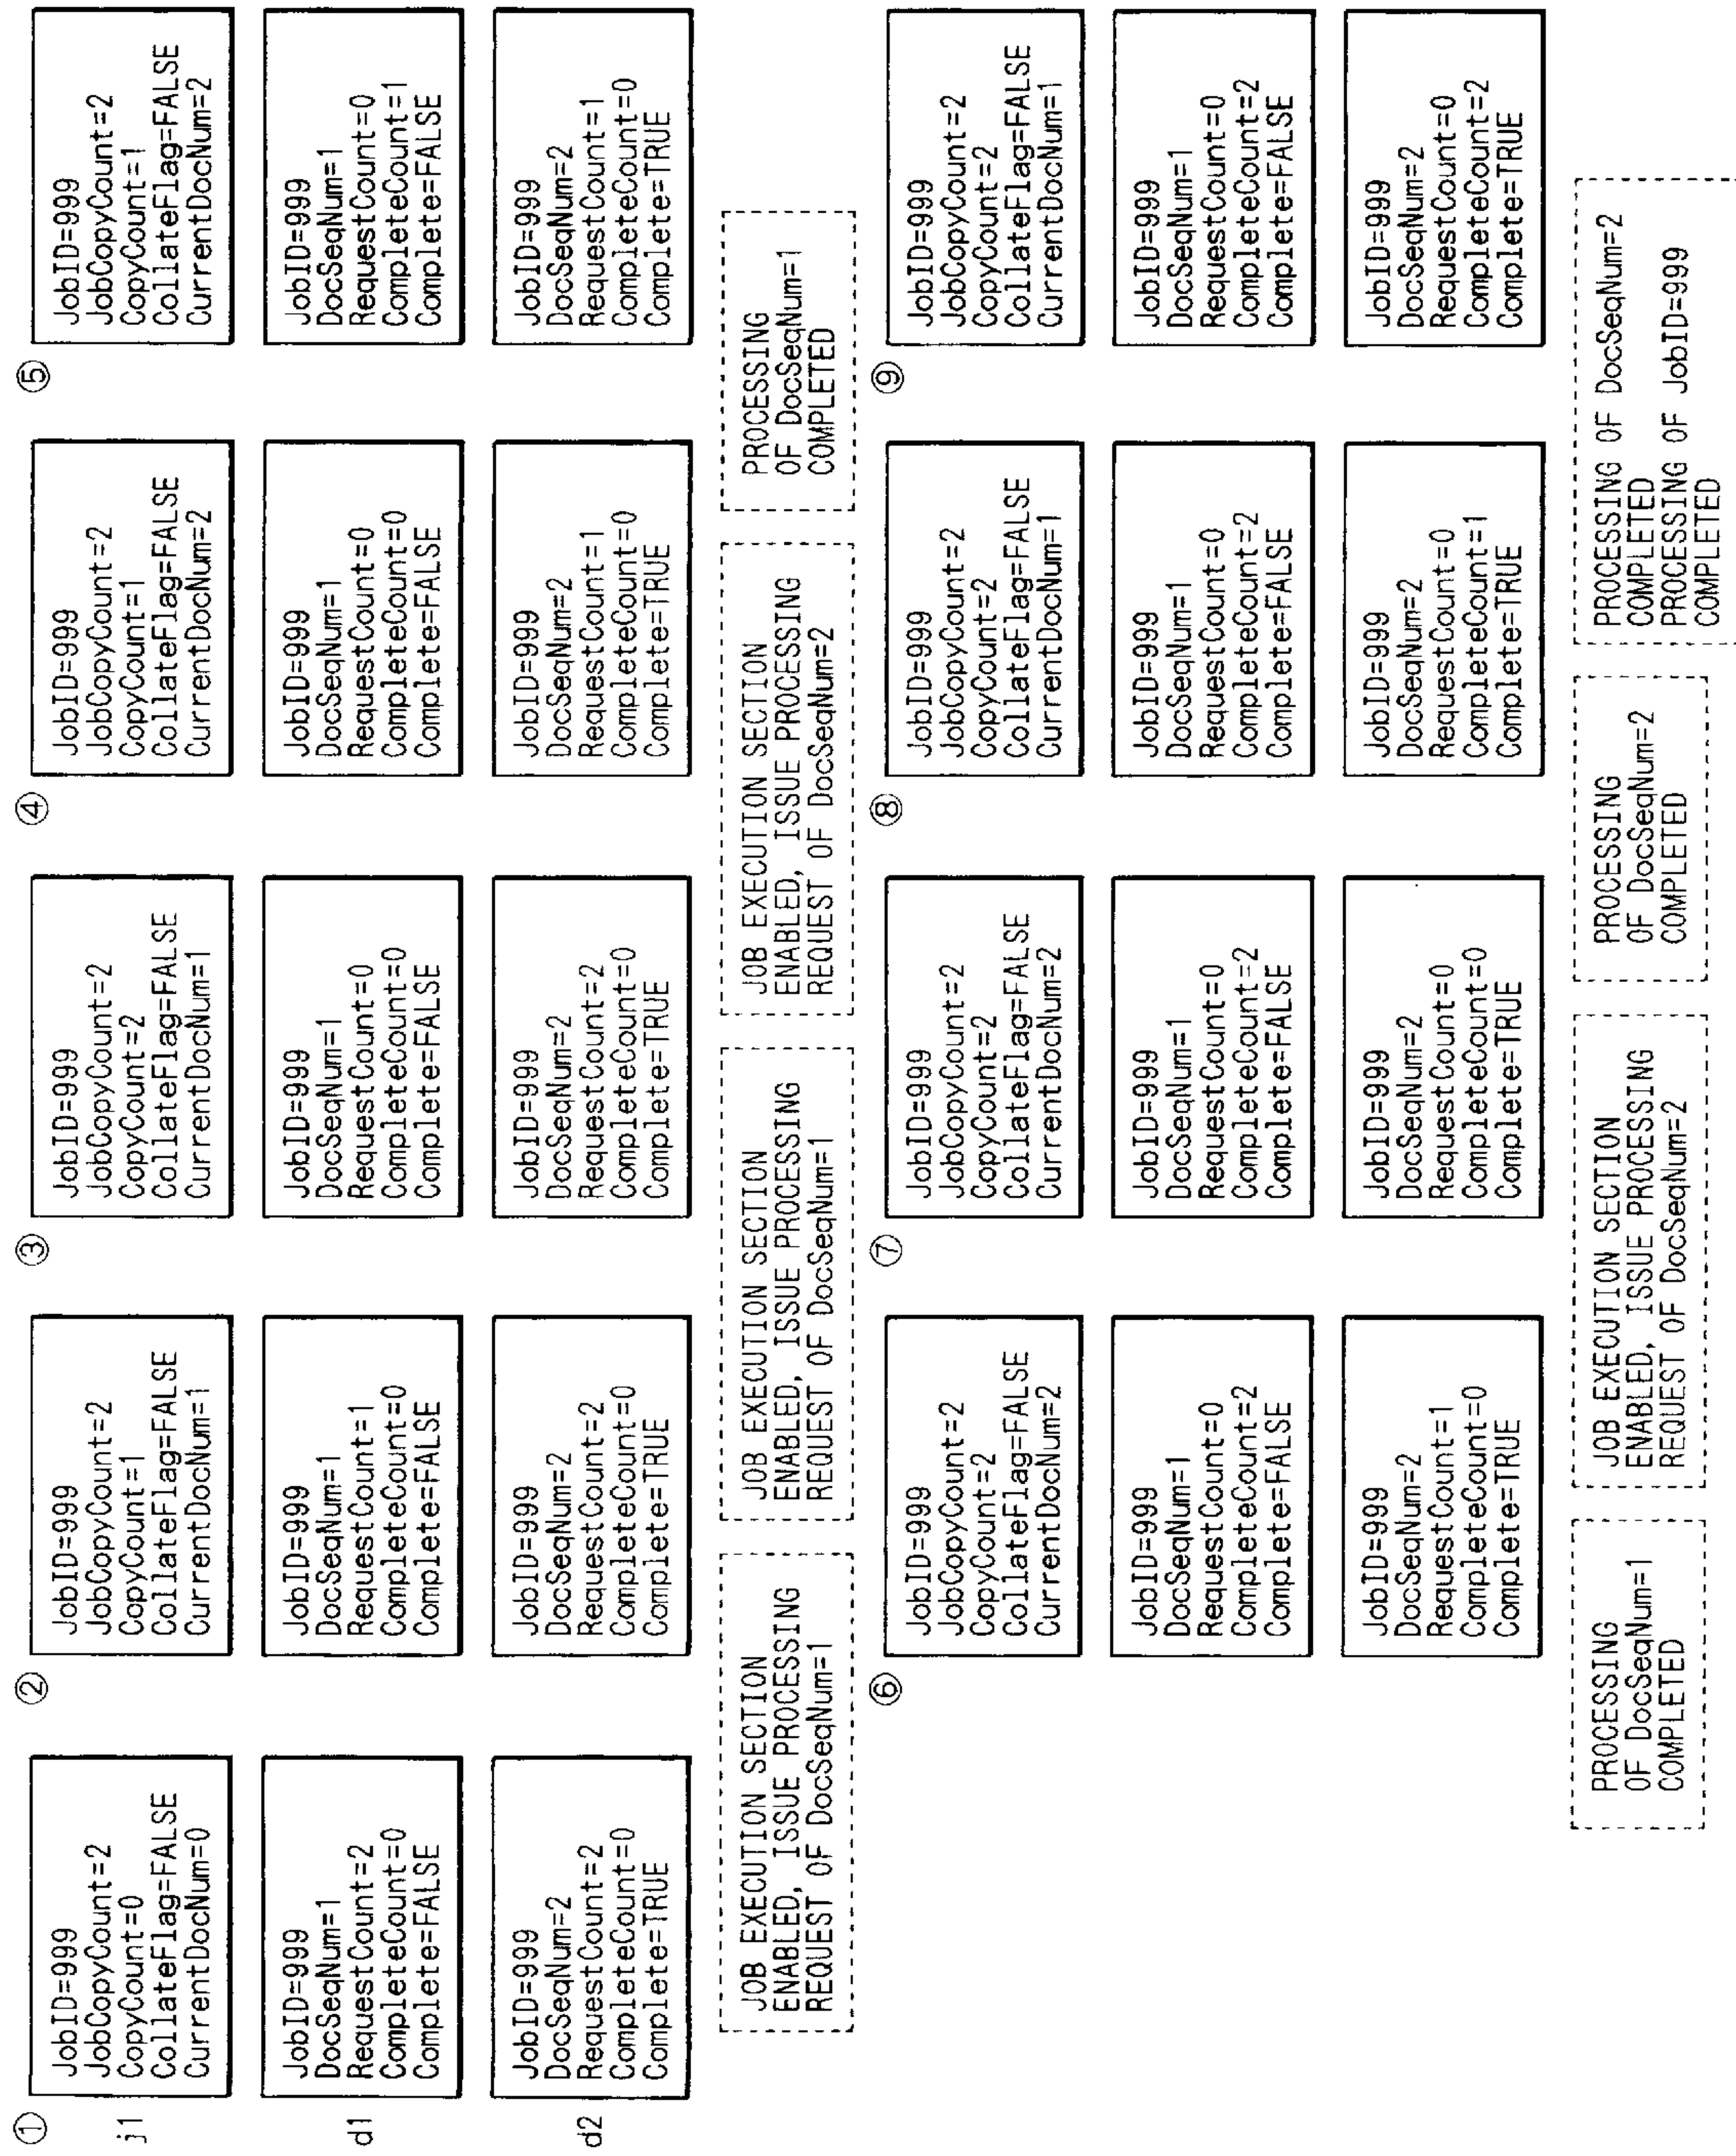 ①
j1
JobID=999
JobCopyCount=2
CopyCount=0
CollateFlag=FALSE
CurrentDocNum=0
d1
JobID=999
DocSeqNum=1
RequestCount=2
CompleteCount=0
Complete=FALSE
d2
JobID=999
DocSeqNum=2
RequestCount=2
CompleteCount=0
Complete=TRUE
②
JobID=999
JobCopyCount=2
CopyCount=1
CollateFlag=FALSE
CurrentDocNum=1
JobID=999
DocSeqNum=1
RequestCount=1
CompleteCount=0
Complete=FALSE
JobID=999
DocSeqNum=2
RequestCount=2
CompleteCount=0
Complete=TRUE
③
JobID=999
JobCopyCount=2
CopyCount=2
CollateFlag=FALSE
CurrentDocNum=1
JobID=999
DocSeqNum=1
RequestCount=0
CompleteCount=0
Complete=FALSE
JobID=999
DocSeqNum=2
RequestCount=2
CompleteCount=0
Complete=TRUE
④
JobID=999
JobCopyCount=2
CopyCount=1
CollateFlag=FALSE
CurrentDocNum=2
JobID=999
DocSeqNum=1
RequestCount=0
CompleteCount=0
Complete=FALSE
JobID=999
DocSeqNum=2
RequestCount=1
CompleteCount=0
Complete=TRUE
⑤
JobID=999
JobCopyCount=2
CopyCount=1
CollateFlag=FALSE
CurrentDocNum=2
JobID=999
DocSeqNum=1
RequestCount=0
CompleteCount=1
Complete=FALSE
JobID=999
DocSeqNum=2
RequestCount=1
CompleteCount=0
Complete=TRUE
JOB EXECUTION SECTION
ENABLED, ISSUE PROCESSING
REQUEST OF DocSeqNum=1
JOB EXECUTION SECTION
ENABLED, ISSUE PROCESSING
REQUEST OF DocSeqNum=1
JOB EXECUTION SECTION
ENABLED, ISSUE PROCESSING
REQUEST OF DocSeqNum=2
PROCESSING
OF DocSeqNum=1
COMPLETED
⑥
JobID=999
JobCopyCount=2
CopyCount=2
CollateFlag=FALSE
CurrentDocNum=2
JobID=999
DocSeqNum=1
RequestCount=0
CompleteCount=2
Complete=FALSE
JobID=999
DocSeqNum=2
RequestCount=1
CompleteCount=0
Complete=TRUE
⑦
JobID=999
JobCopyCount=2
CopyCount=2
CollateFlag=FALSE
CurrentDocNum=2
JobID=999
DocSeqNum=1
RequestCount=0
CompleteCount=2
Complete=FALSE
JobID=999
DocSeqNum=2
RequestCount=0
CompleteCount=0
Complete=TRUE
⑧
JobID=999
JobCopyCount=2
CopyCount=2
CollateFlag=FALSE
CurrentDocNum=1
JobID=999
DocSeqNum=1
RequestCount=0
CompleteCount=2
Complete=FALSE
JobID=999
DocSeqNum=2
RequestCount=0
CompleteCount=1
Complete=TRUE
⑨
JobID=999
JobCopyCount=2
CopyCount=2
CollateFlag=FALSE
CurrentDocNum=1
JobID=999
DocSeqNum=1
RequestCount=0
CompleteCount=2
Complete=FALSE
JobID=999
DocSeqNum=2
RequestCount=0
CompleteCount=2
Complete=TRUE
PROCESSING
OF DocSeqNum=1
COMPLETED
JOB EXECUTION SECTION
ENABLED, ISSUE PROCESSING
REQUEST OF DocSeqNum=2
PROCESSING
OF DocSeqNum=2
COMPLETED
PROCESSING OF DocSeqNum=2
COMPLETED
PROCESSING OF JobID=999
COMPLETED